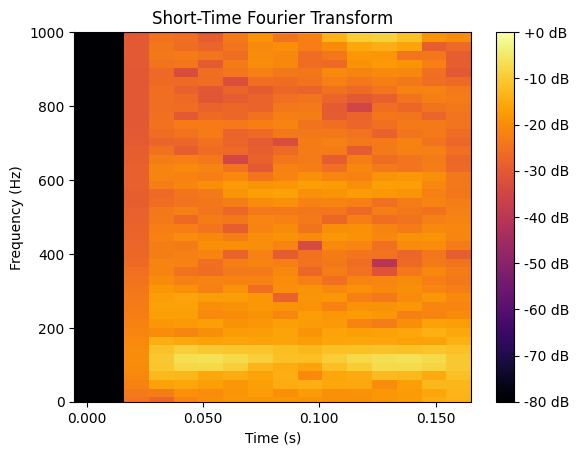 Short-Time Fourier Transform
1000
800
600
400
200
0
Frequency (Hz)
0.000
0.050
0.100
0.150
Time (s)
+0 dB
-10 dB
-20 dB
-30 dB
-40 dB
-50 dB
-60 dB
-70 dB
-80 dB